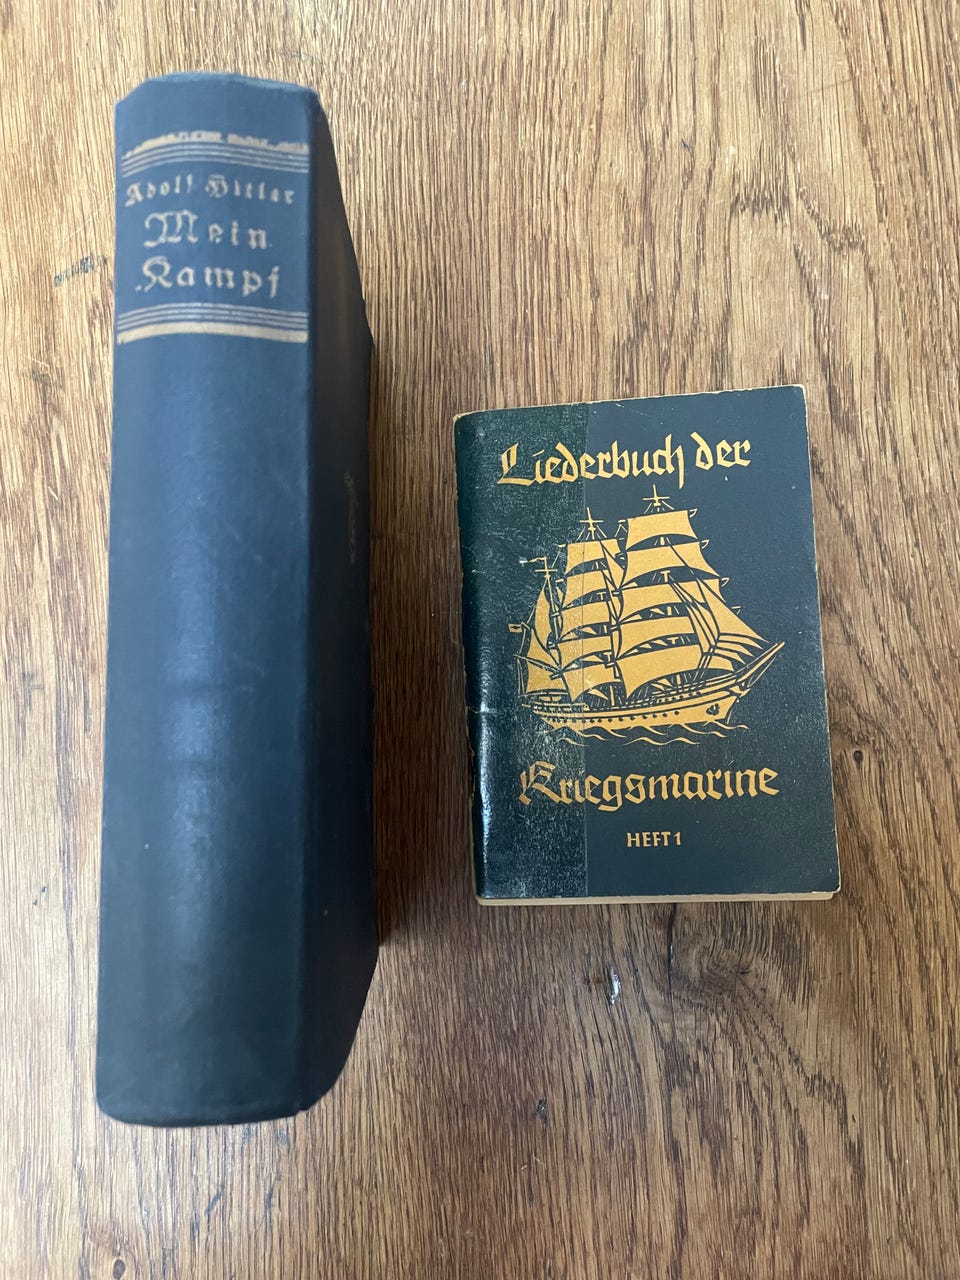 Adolf Hitler
Mein
Kampf
Liederbuch der
Kriegsmarine
HEFT 1